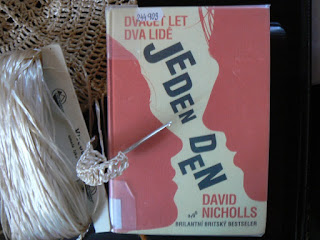 DVACET LET
DVA LIDÉ
JEDEN
DEN
DAVID
NICHOLLS
BRILANTNÍ BRITSKÝ BESTSELLER